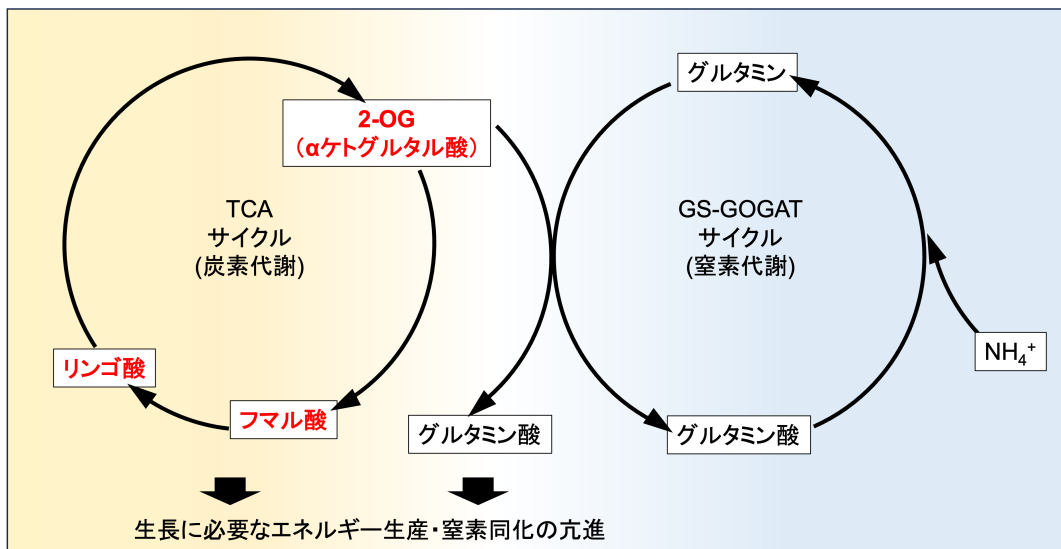 グルタミン
2-OG
（αケトグルタル酸）
TCA
サイクル
(炭素代謝)
GS-GOGAT
サイクル
(窒素代謝)
NH₄⁺
リンゴ酸
フマル酸
グルタミン酸
グルタミン酸
生長に必要なエネルギー生産・窒素同化の亢進